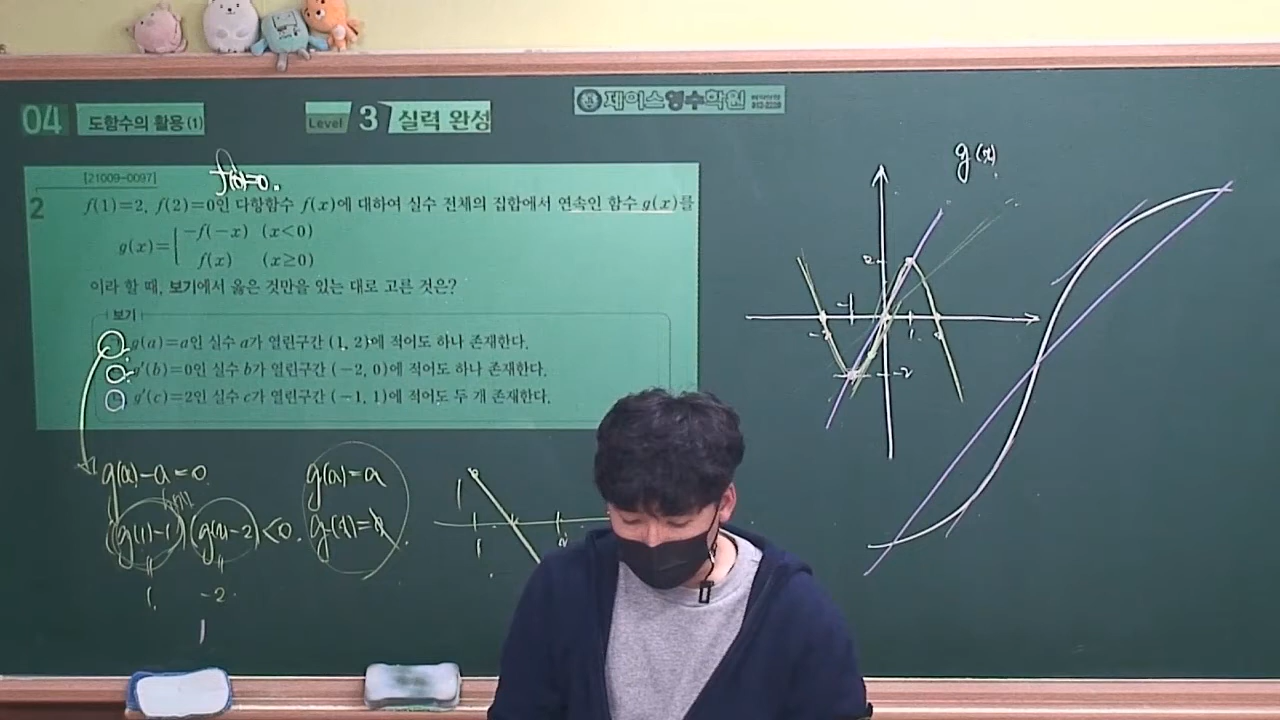 04 도함수의 활용 (1)
Level 3 실력 완성
제이스영수학원
[21009-0097]
f(0)=0.
2
f(1)=2, f(2)=0인 다항함수 f(x)에 대하여 실수 전체의 집합에서 연속인 함수 g(x)를
g(x)={ -f(-x) (x<0)
f(x) (x≥0)
이라 할 때, 보기에서 옳은 것만을 있는 대로 고른 것은?
보기
ㄱ. g(a)=a인 실수 a가 열린구간 (1, 2)에 적어도 하나 존재한다.
ㄴ. g'(b)=0인 실수 b가 열린구간 (-2, 0)에 적어도 하나 존재한다.
ㄷ. g'(c)=2인 실수 c가 열린구간 (-1, 1)에 적어도 두 개 존재한다.
g(a)-a=0
(g(1)-1)(g(2)-2)<0.
1. -2.
g(a)=a
1
g(x)
2
-1 1
-2